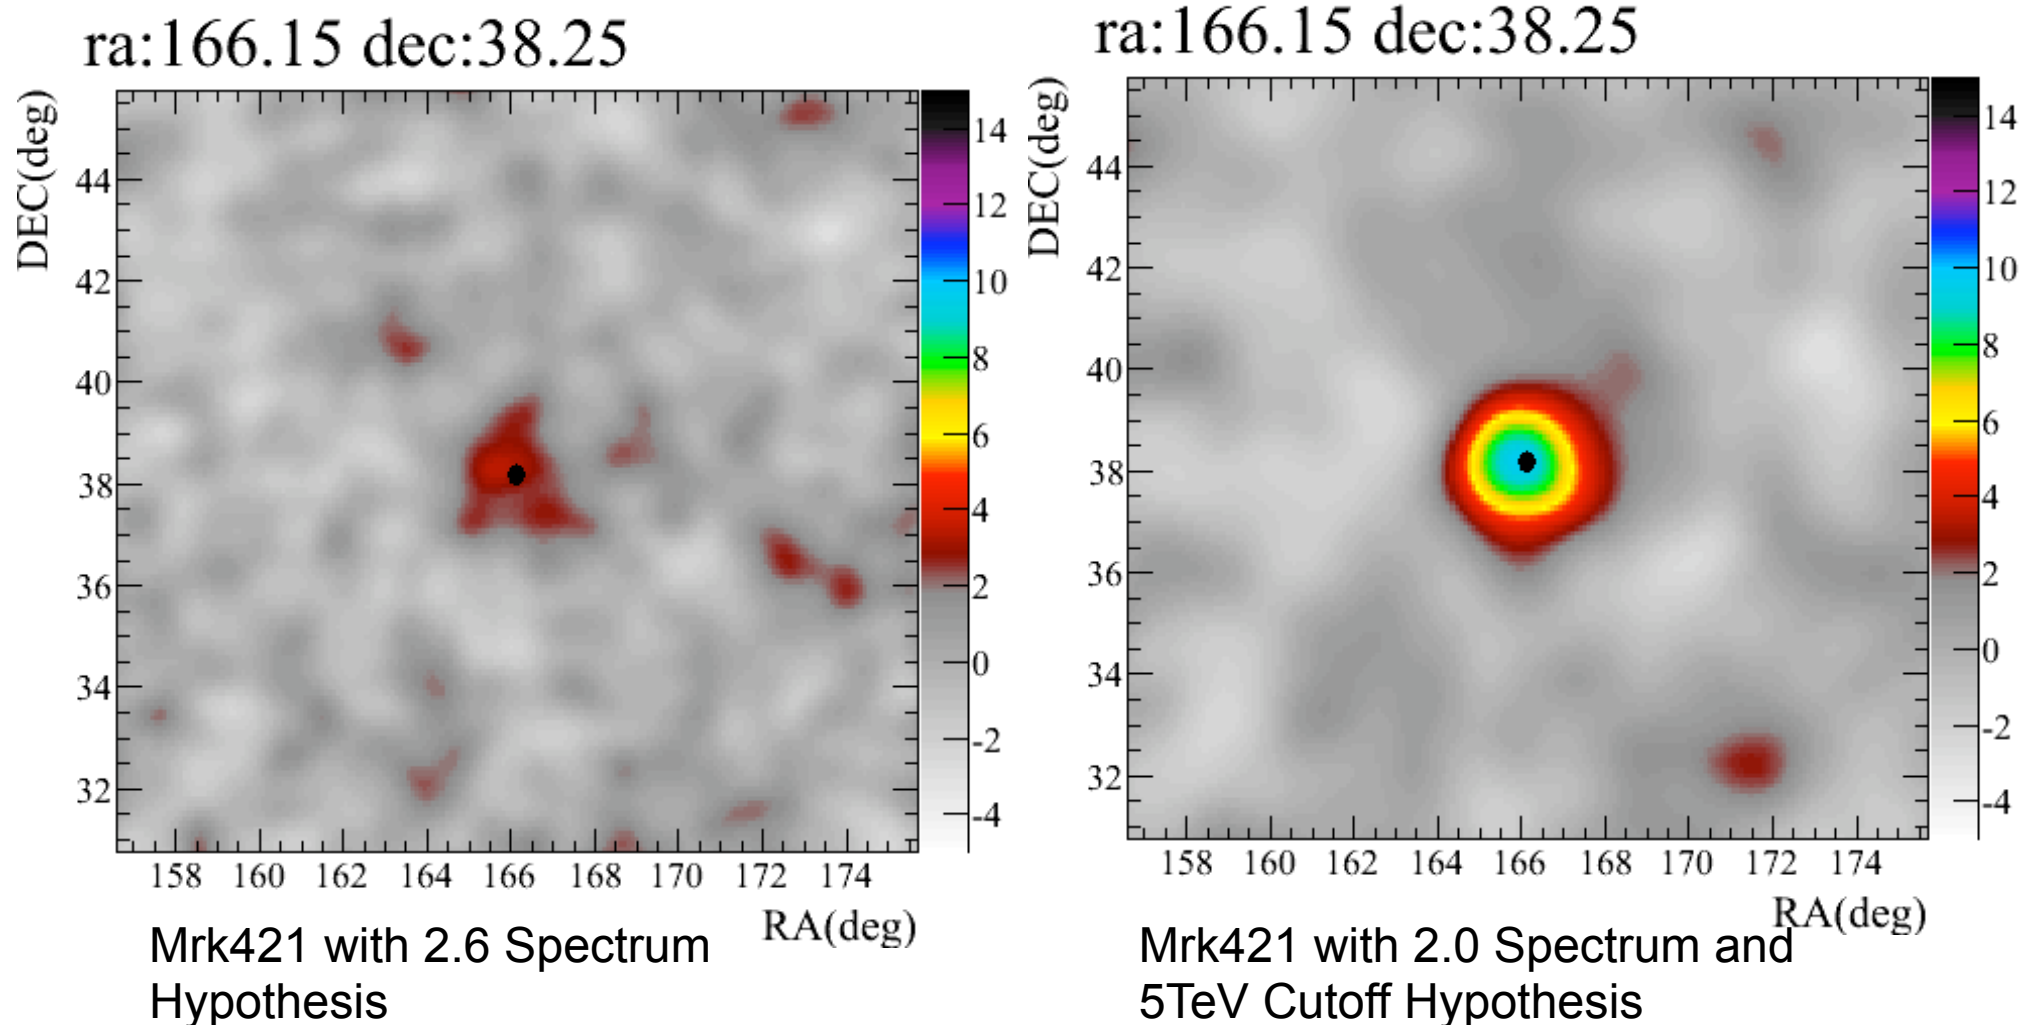 ra:166.15 dec:38.25
DEC(deg)
44
42
40
38
36
34
32
158 160 162 164 166 168 170 172 174
RA(deg)
14
12
10
8
6
4
2
0
-2
-4
Mrk421 with 2.6 Spectrum
Hypothesis
ra:166.15 dec:38.25
DEC(deg)
44
42
40
38
36
34
32
158 160 162 164 166 168 170 172 174
RA(deg)
14
12
10
8
6
4
2
0
-2
-4
Mrk421 with 2.0 Spectrum and
5TeV Cutoff Hypothesis